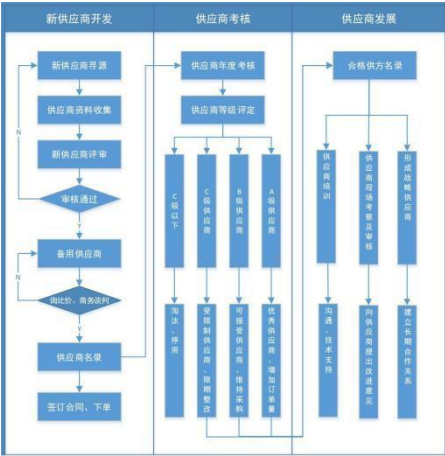 新供应商开发
供应商考核
供应商发展
新供应商寻源
供应商资料收集
新供应商评审
审核通过
N
Y
备用供应商
N
询比价、商务谈列
Y
供应商名录
签订合同、下单
供应商年度考核
供应商等级评定
C级以下
C级供应商
B级供应商
A级供应商
淘汰、停用
受限制供应商、限期整改
可接受供应商、维持采购
优秀供应商、增加订单量
合格供方名录
供应商培训
供应商现场考察及审核
形成战略供应商
沟通、技术支持
向供应商提出改进意见
建立长期合作关系